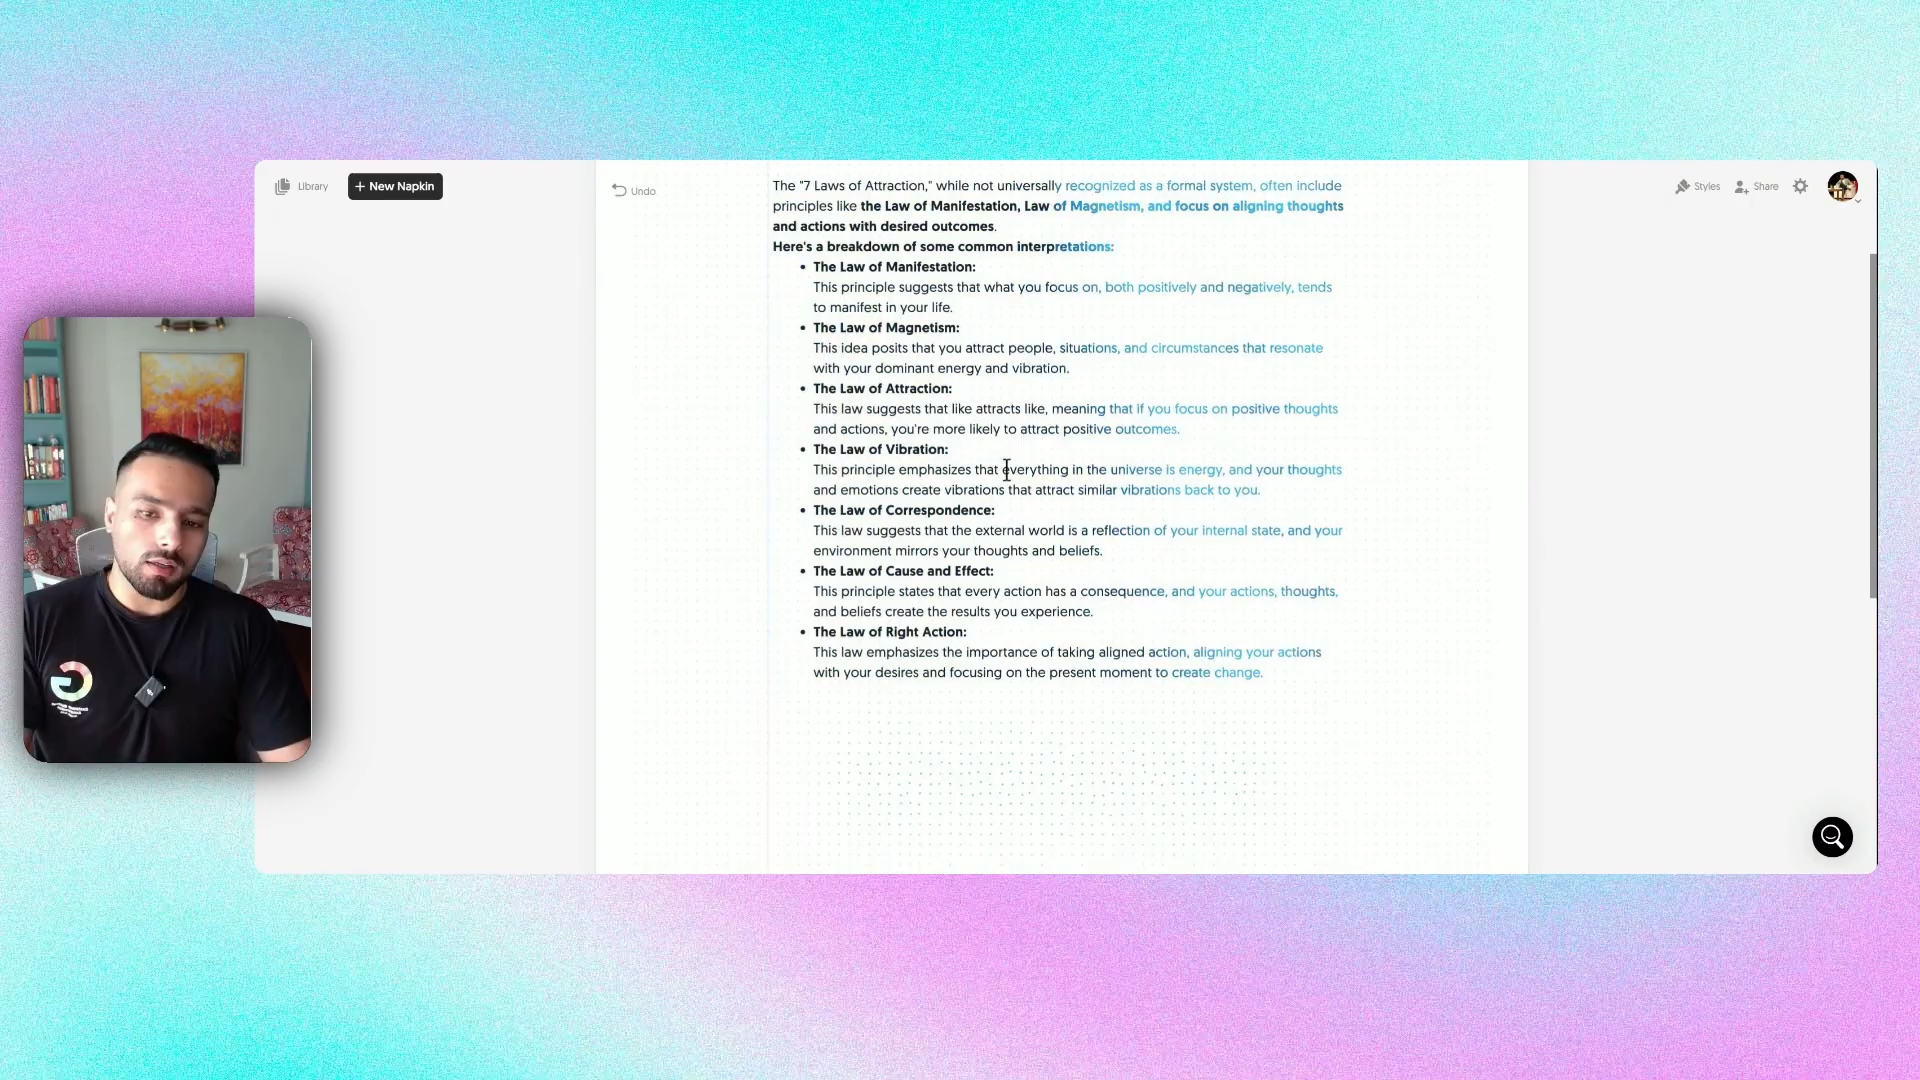 Library
+ New Napkin
Undo
Styles
Share
The "7 Laws of Attraction," while not universally recognized as a formal system, often include
principles like the Law of Manifestation, Law of Magnetism, and focus on aligning thoughts
and actions with desired outcomes.
Here's a breakdown of some common interpretations:
• The Law of Manifestation:
This principle suggests that what you focus on, both positively and negatively, tends
to manifest in your life.
• The Law of Magnetism:
This idea posits that you attract people, situations, and circumstances that resonate
with your dominant energy and vibration.
• The Law of Attraction:
This law suggests that like attracts like, meaning that if you focus on positive thoughts
and actions, you're more likely to attract positive outcomes.
• The Law of Vibration:
This principle emphasizes that everything in the universe is energy, and your thoughts
and emotions create vibrations that attract similar vibrations back to you.
• The Law of Correspondence:
This law suggests that the external world is a reflection of your internal state, and your
environment mirrors your thoughts and beliefs.
• The Law of Cause and Effect:
This principle states that every action has a consequence, and your actions, thoughts,
and beliefs create the results you experience.
• The Law of Right Action:
This law emphasizes the importance of taking aligned action, aligning your actions
with your desires and focusing on the present moment to create change.